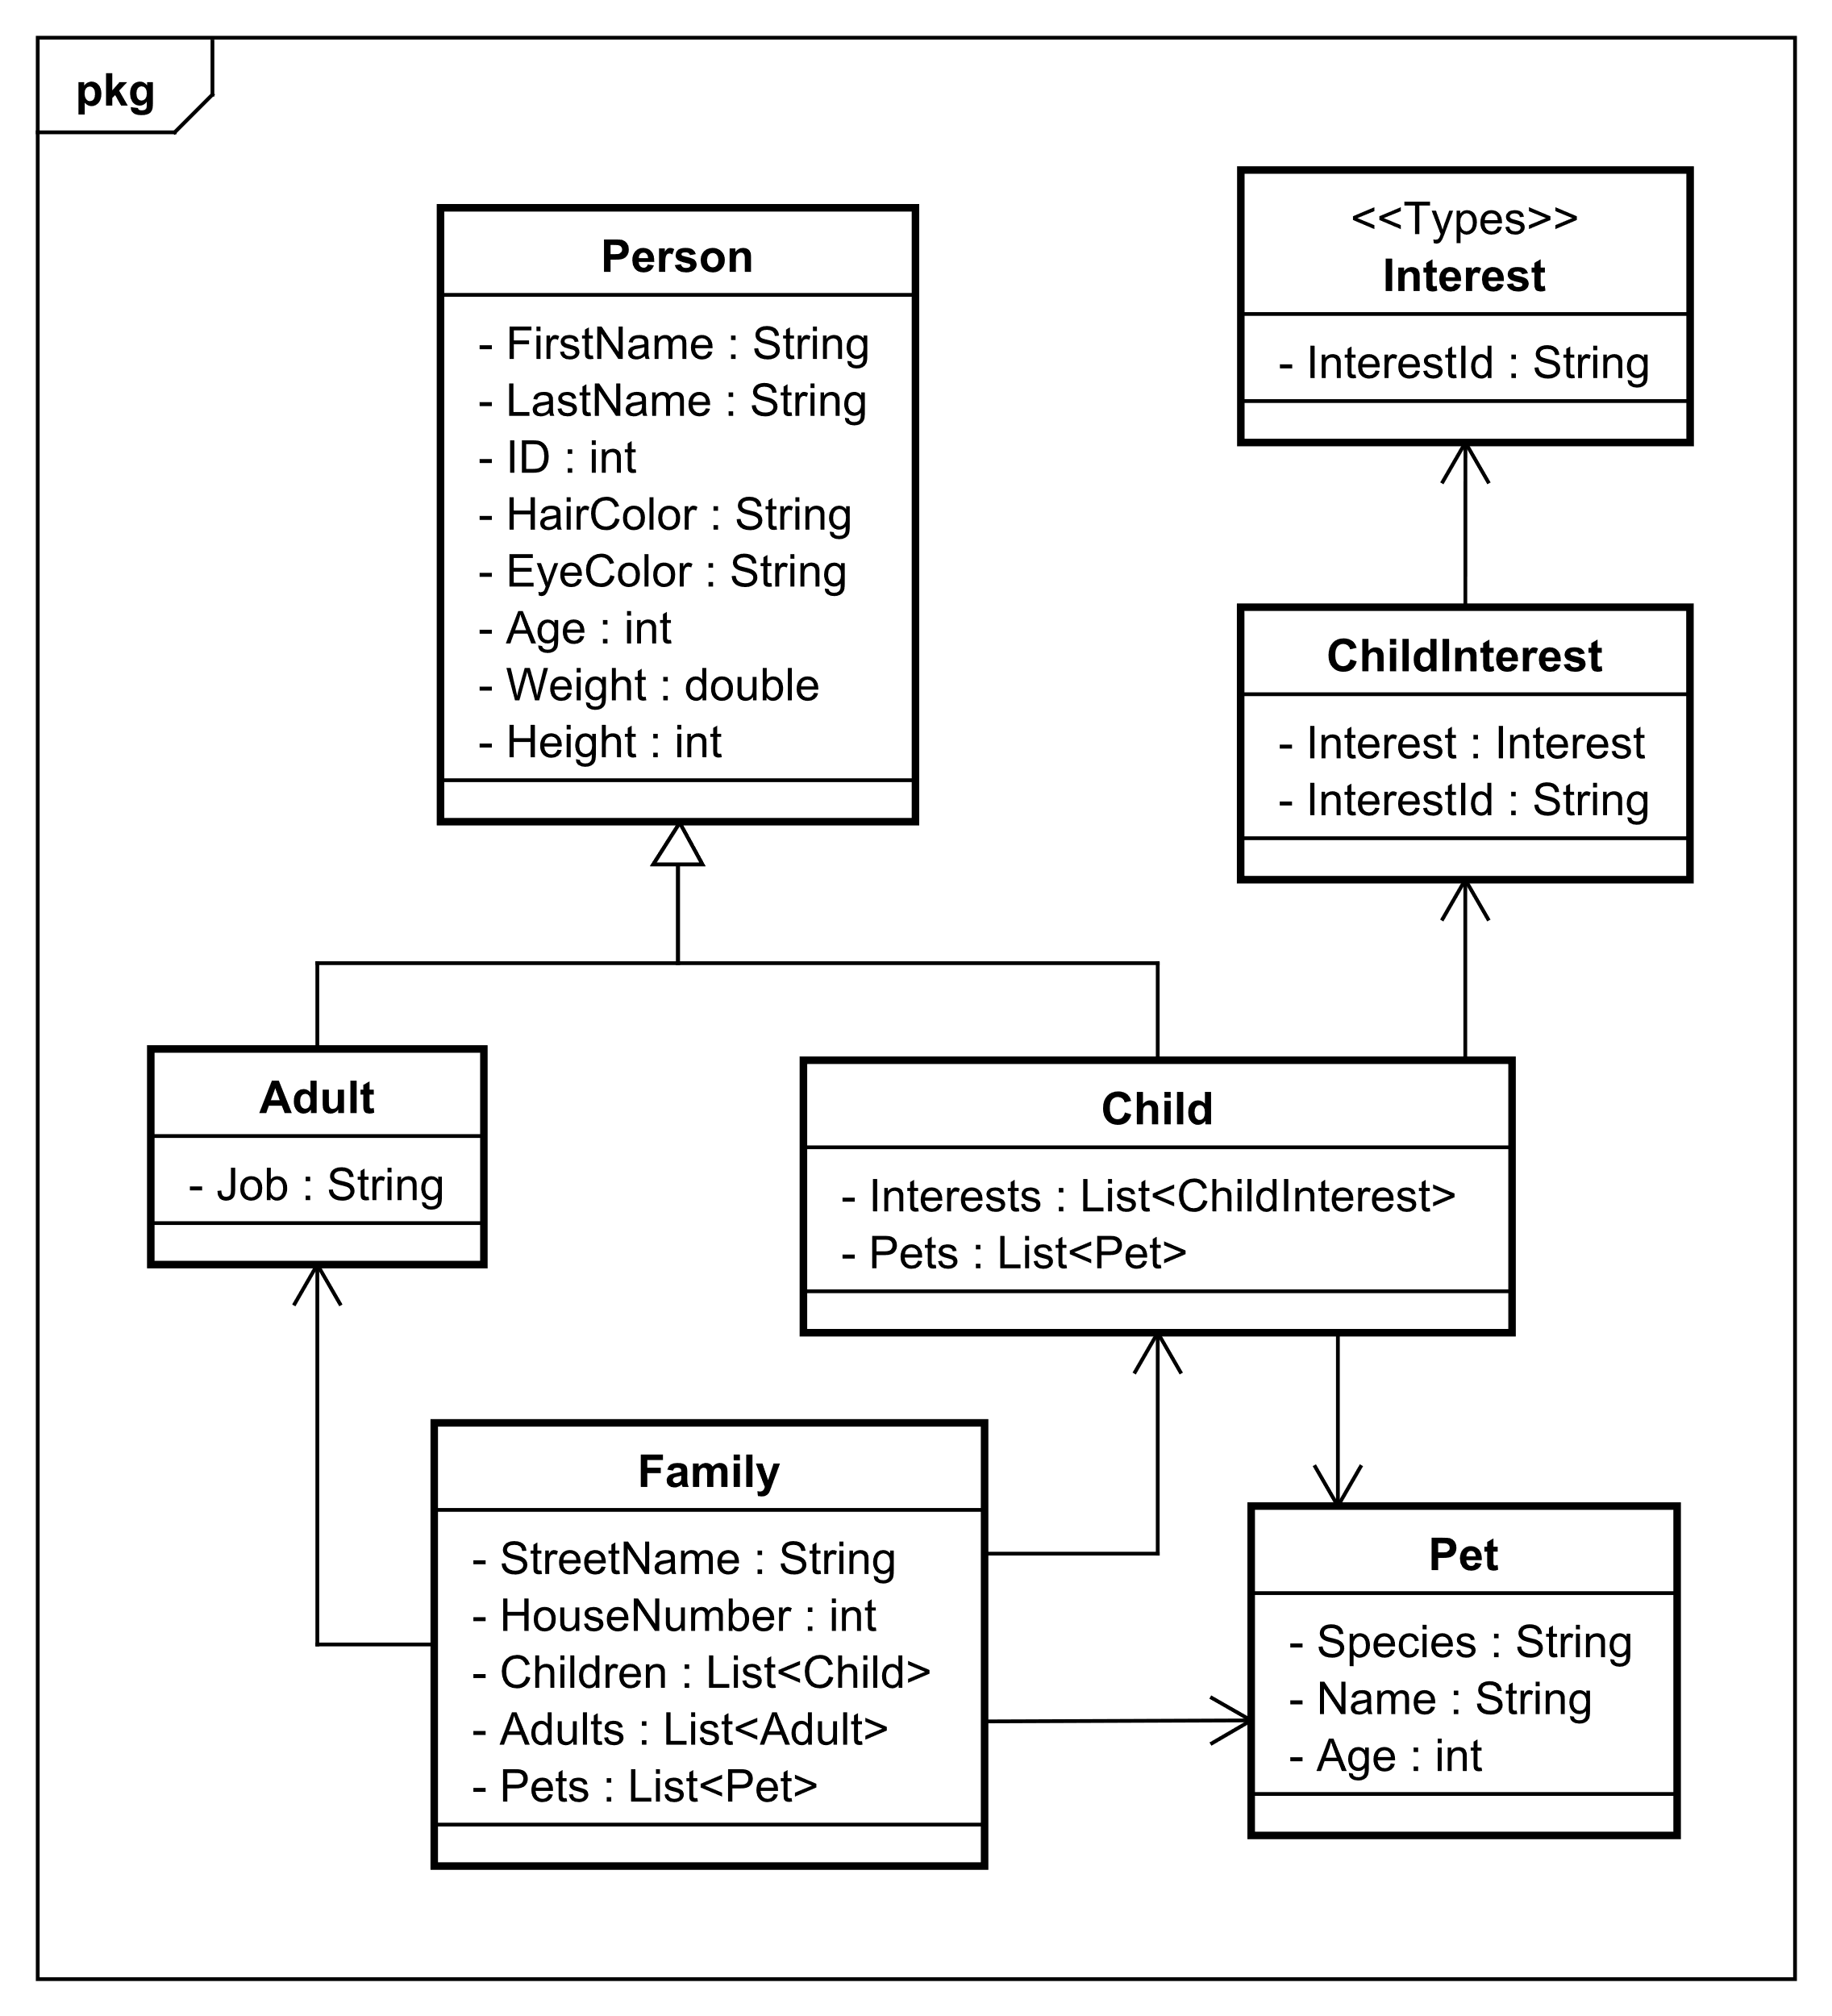 pkg
Person
- FirstName : String
- LastName : String
- ID : int
- HairColor : String
- EyeColor : String
- Age : int
- Weight : double
- Height : int
<<Types>>
Interest
- InterestId : String
ChildInterest
- Interest : Interest
- InterestId : String
Adult
- Job : String
Child
- Interests : List<ChildInterest>
- Pets : List<Pet>
Family
- StreetName : String
- HouseNumber : int
- Children : List<Child>
- Adults : List<Adult>
- Pets : List<Pet>
Pet
- Species : String
- Name : String
- Age : int